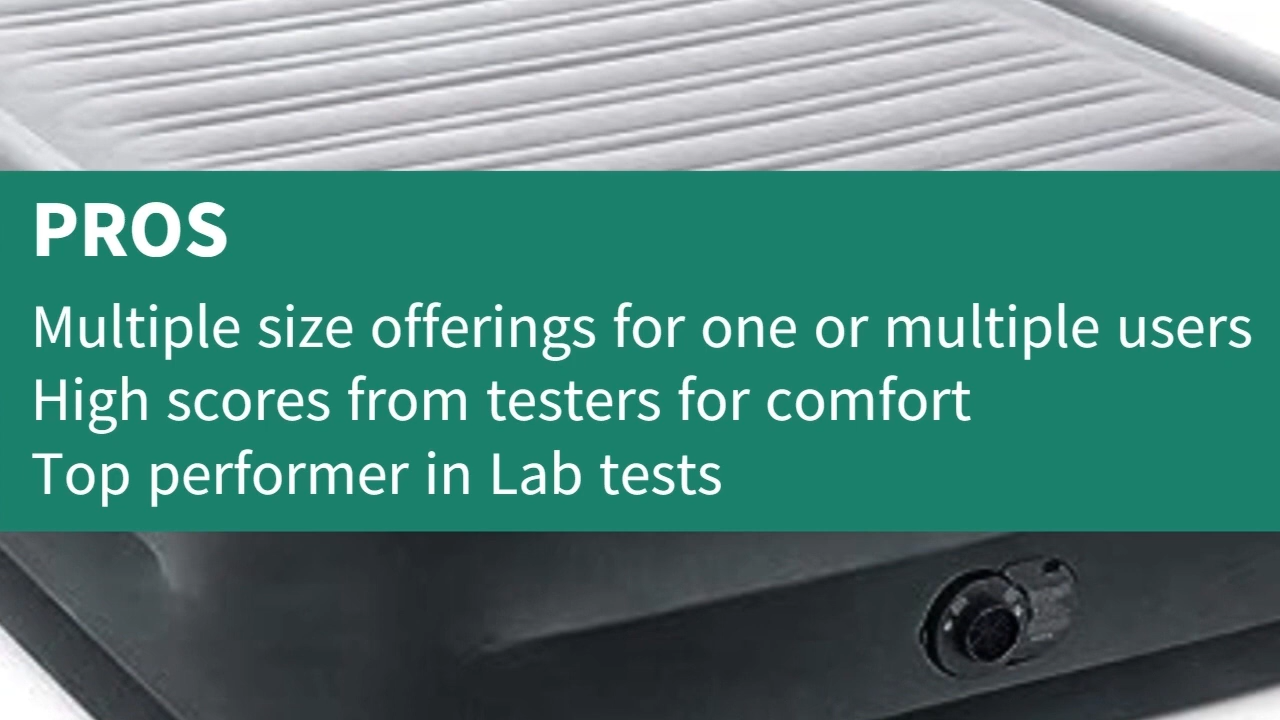 PROS
Multiple size offerings for one or multiple users
High scores from testers for comfort
Top performer in Lab tests